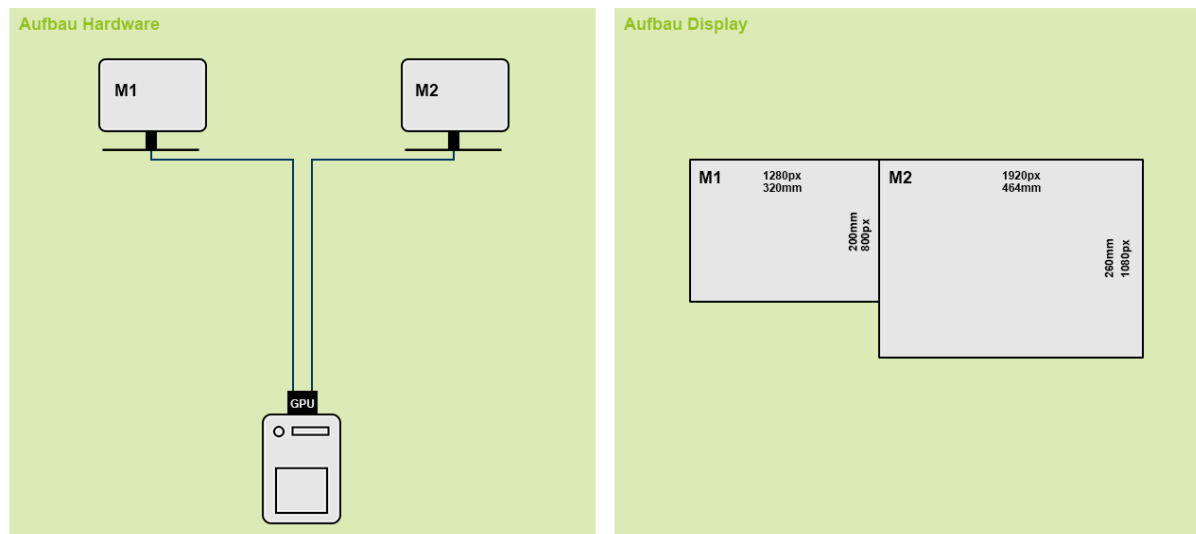 Aufbau Hardware
M1
M2
GPU
Aufbau Display
M1
1280px
320mm
200mm
800px
M2
1920px
464mm
260mm
1080px